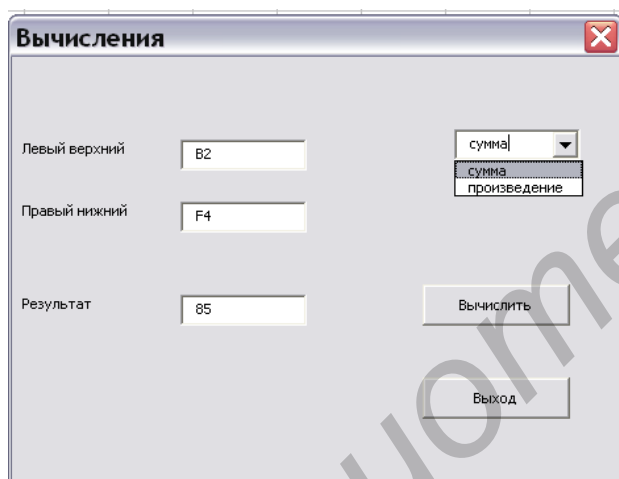 Вычисления
Левый верхний B2 сумма
сумма
произведение
Правый нижний F4
Результат 85 Вычислить
Выход